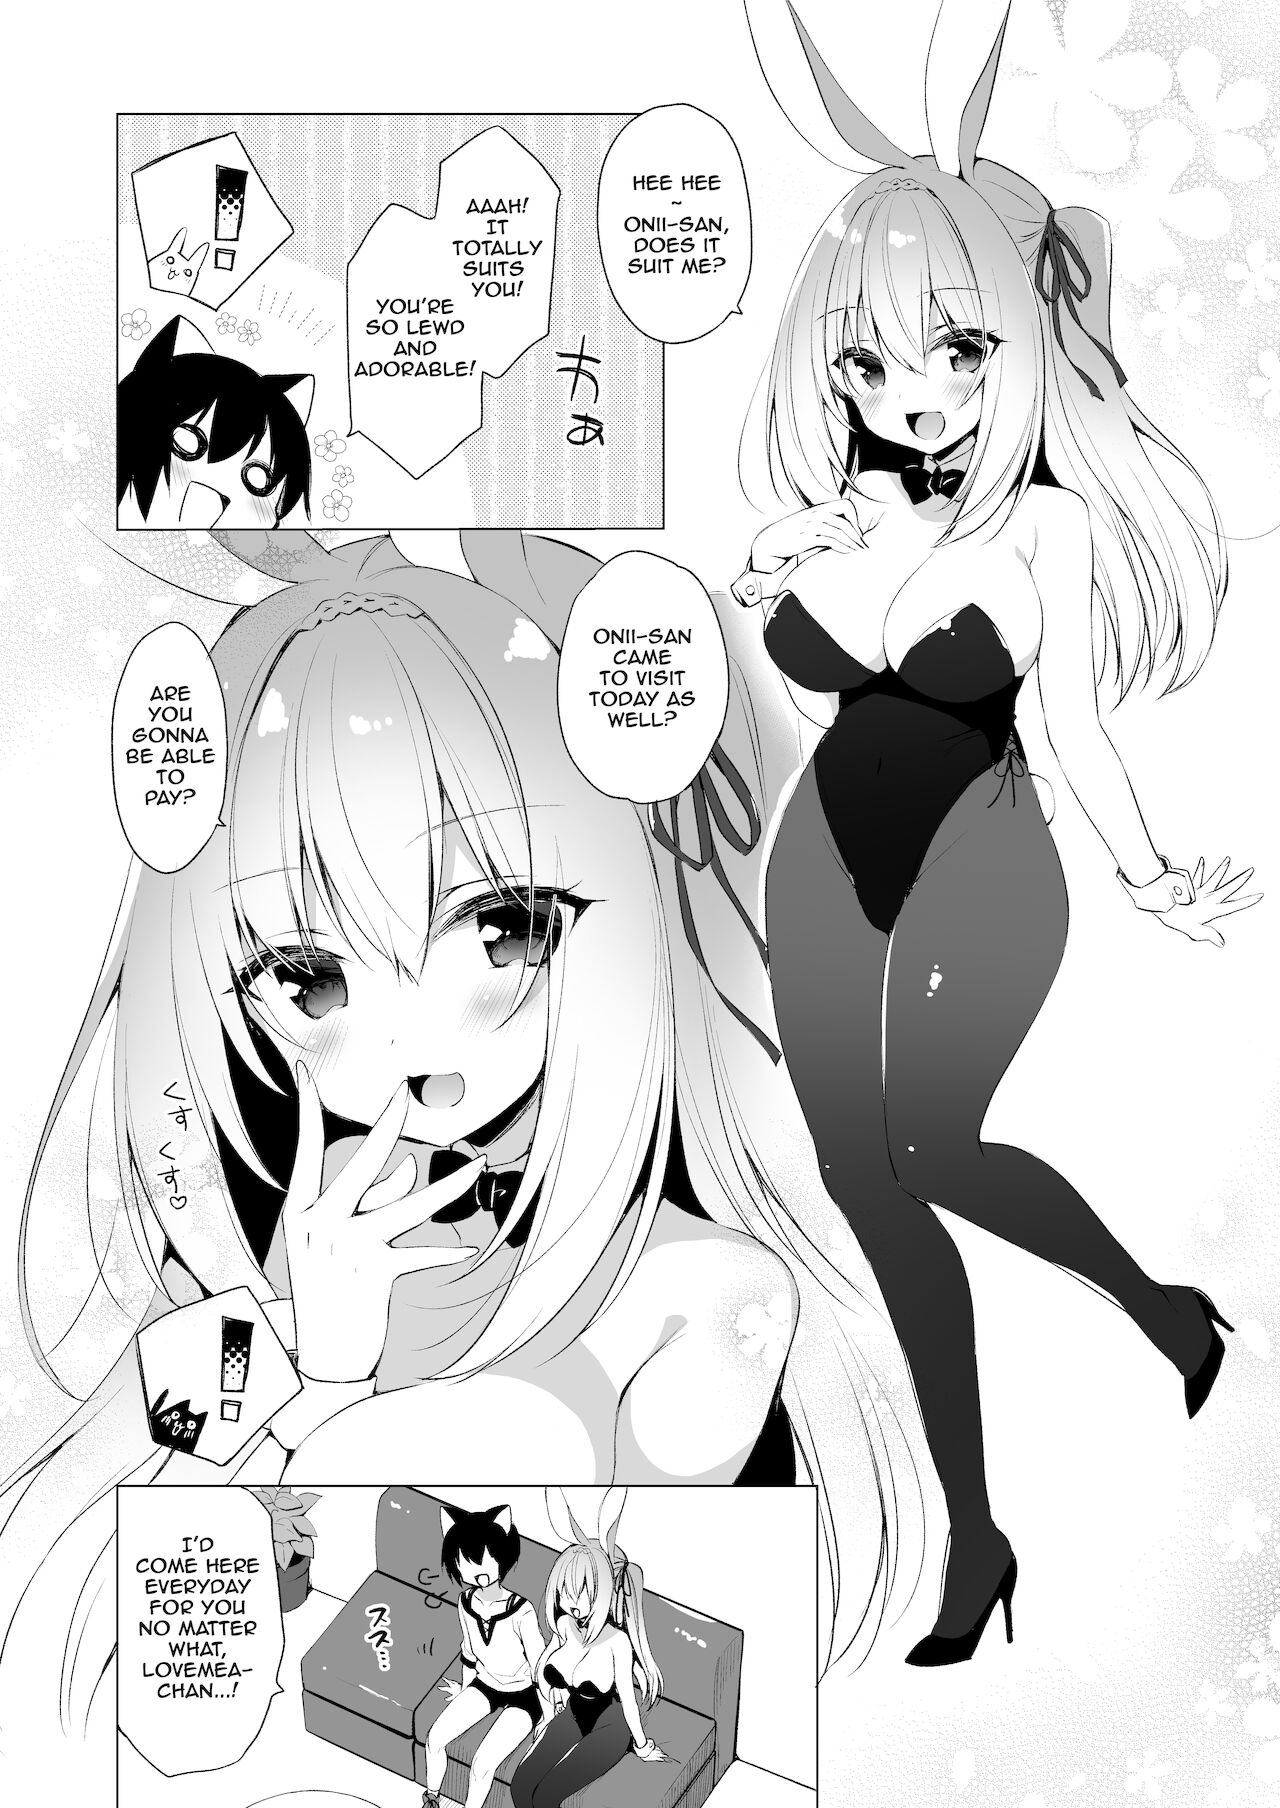 HEE HEE
~
ONII-SAN,
DOES IT
SUIT ME?
AAAH!
IT
TOTALLY
SUITS
YOU!
YOU'RE
SO LEWD
AND
ADORABLE!
わぁ
ONII-SAN
CAME
TO VISIT
TODAY AS
WELL?
ARE
YOU
GONNA
BE ABLE
TO
PAY?
くす
くす♡
I'D
COME HERE
EVERYDAY
FOR YOU
NO MATTER
WHAT,
LOVEMEA-
CHAN...!
スス…